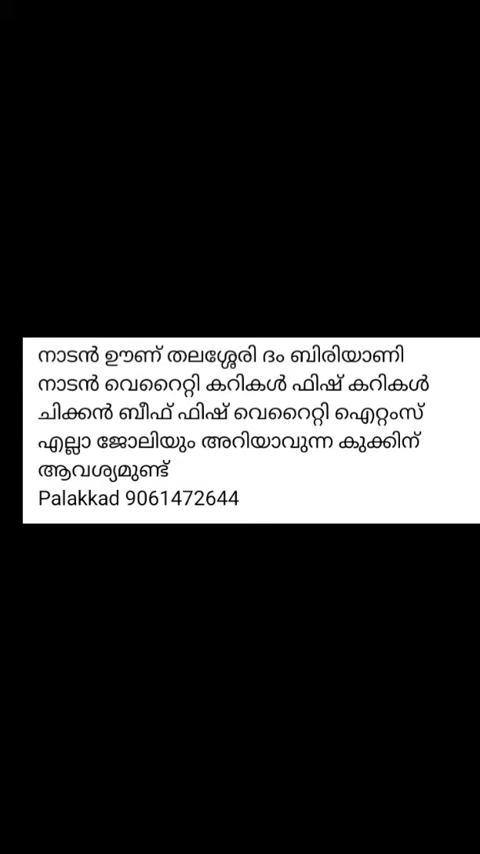 നാടൻ ഊണ് തലശ്ശേരി ദം ബിരിയാണി
നാടൻ വെറൈറ്റി കറികൾ ഫിഷ് കറികൾ
ചിക്കൻ ബീഫ് ഫിഷ് വെറൈറ്റി ഐറ്റംസ്
എല്ലാ ജോലിയും അറിയാവുന്ന കുക്കിന്
ആവശ്യമുണ്ട്
Palakkad 9061472644